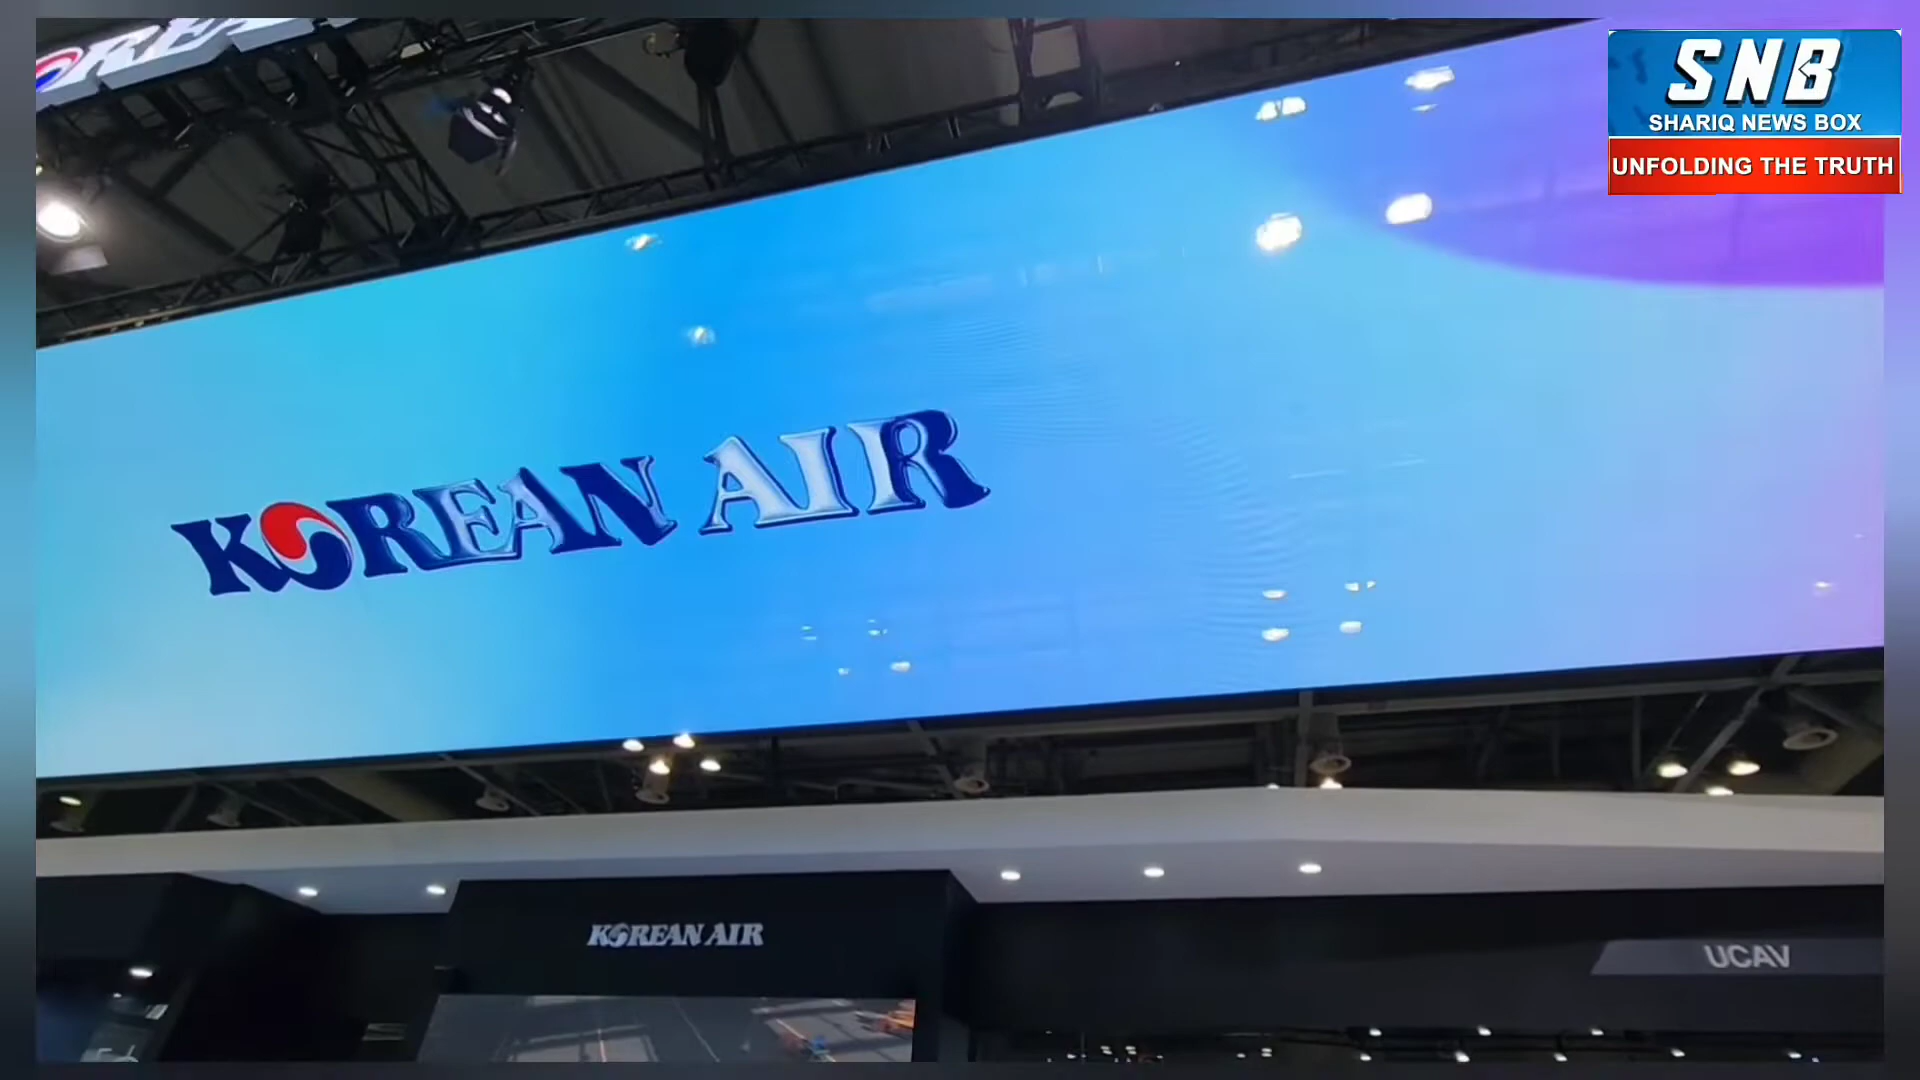 KOREAN AIR
SNB
SHARIQ NEWS BOX
UNFOLDING THE TRUTH
KOREAN AIR
UCAV